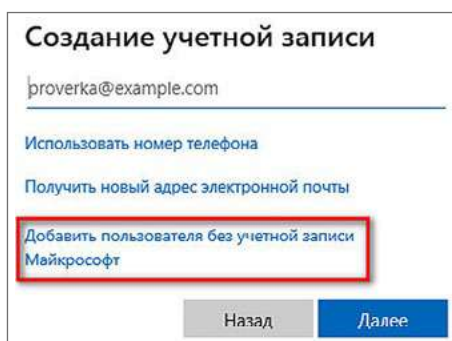 Создание учетной записи
proverka@example.com
Использовать номер телефона
Получить новый адрес электронной почты
Добавить пользователя без учетной записи
Майкрософт
Назад Далее